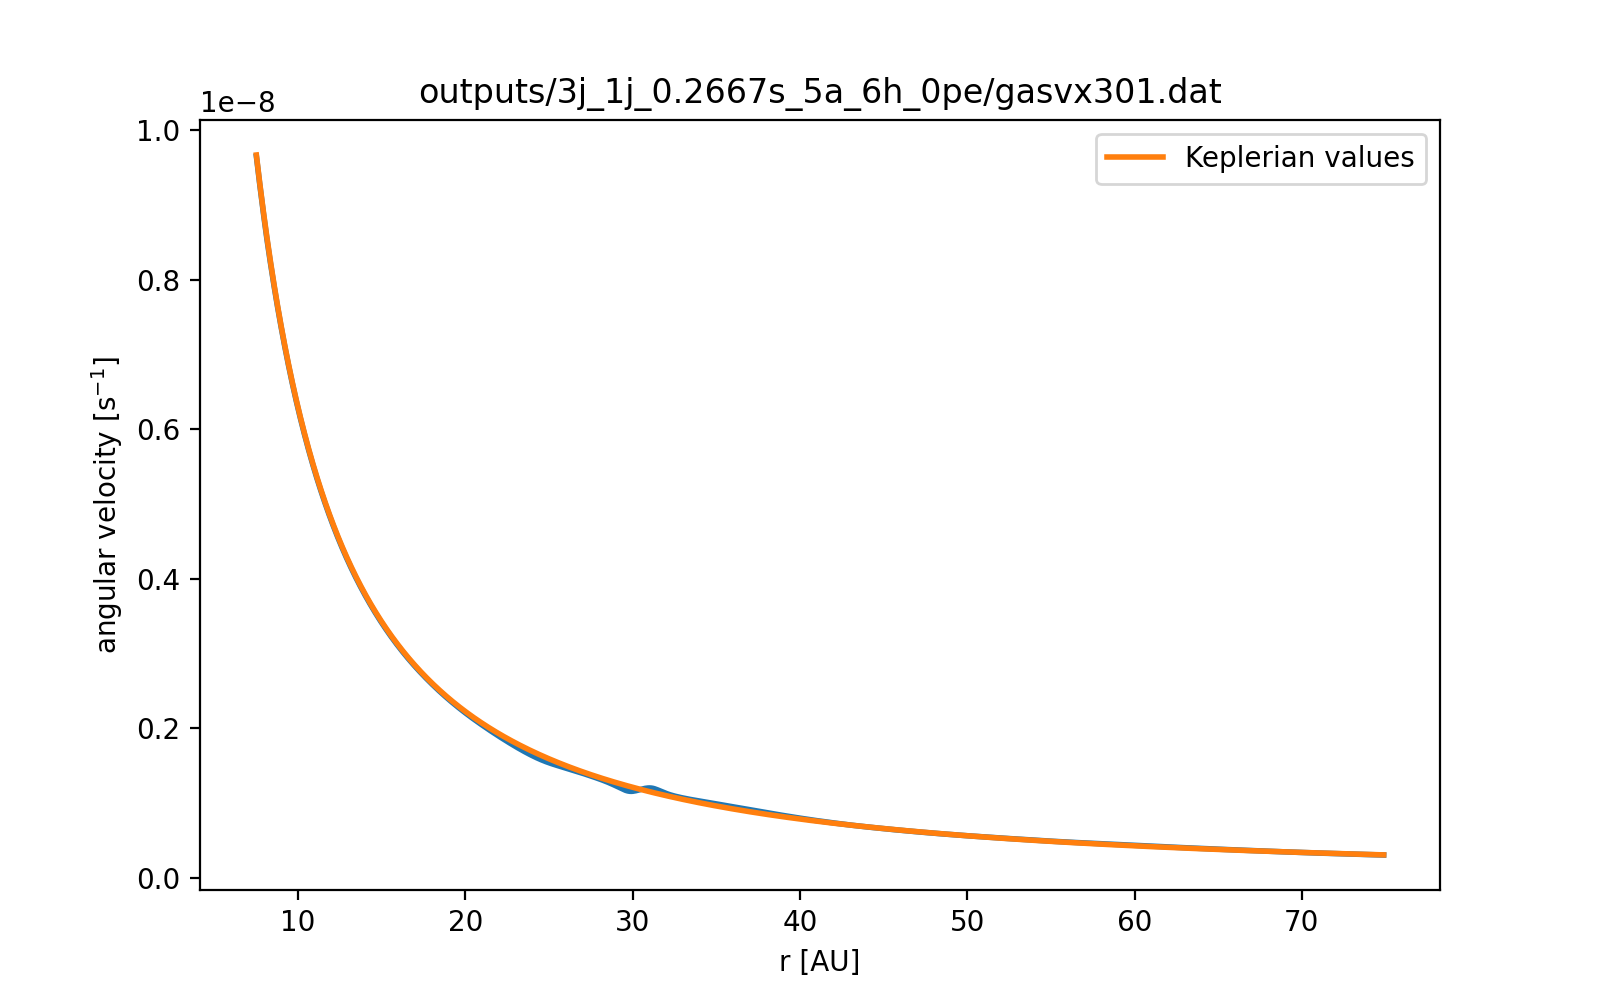 outputs/3j_1j_0.2667s_5a_6h_0pe/gasvx301.dat
1e−8
Keplerian values
angular velocity [s⁻¹]
1.0
0.8
0.6
0.4
0.2
0.0
10 20 30 40 50 60 70
r [AU]